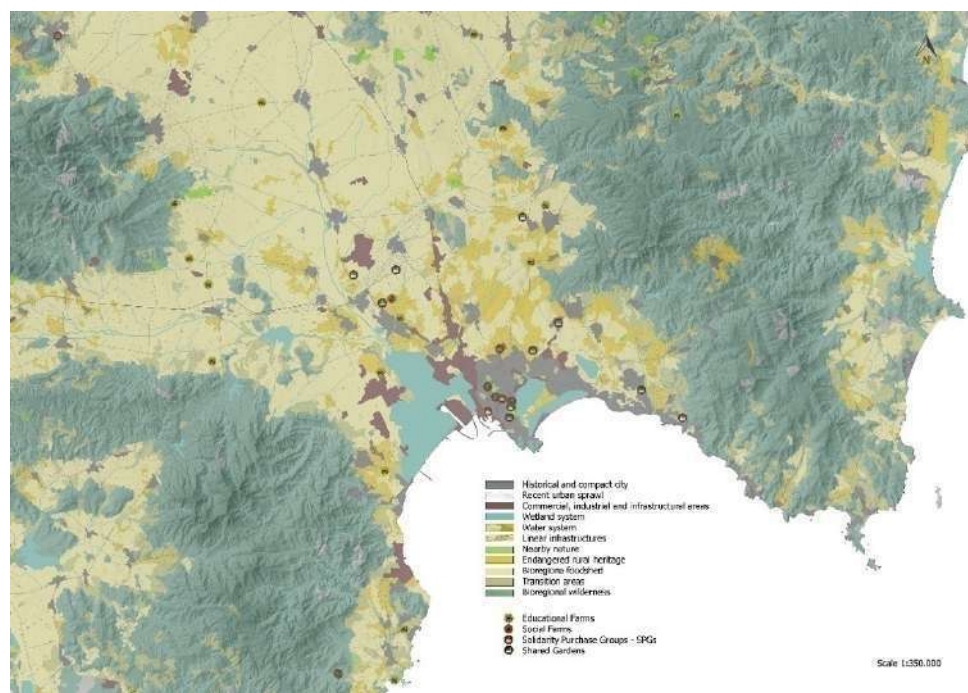 N
Historical and compact city
Recent urban sprawl
Commercial, industrial and infrastructural areas
Wetland system
Water system
Linear infrastructures
Nearby nature
Endangered rural heritage
Bioregione foodshed
Transition areas
Bioregional wilderness
Educational Farms
Social Farms
Solidarity Purchase Groups - SPGs
Shared Gardens
Scale 1:350.000